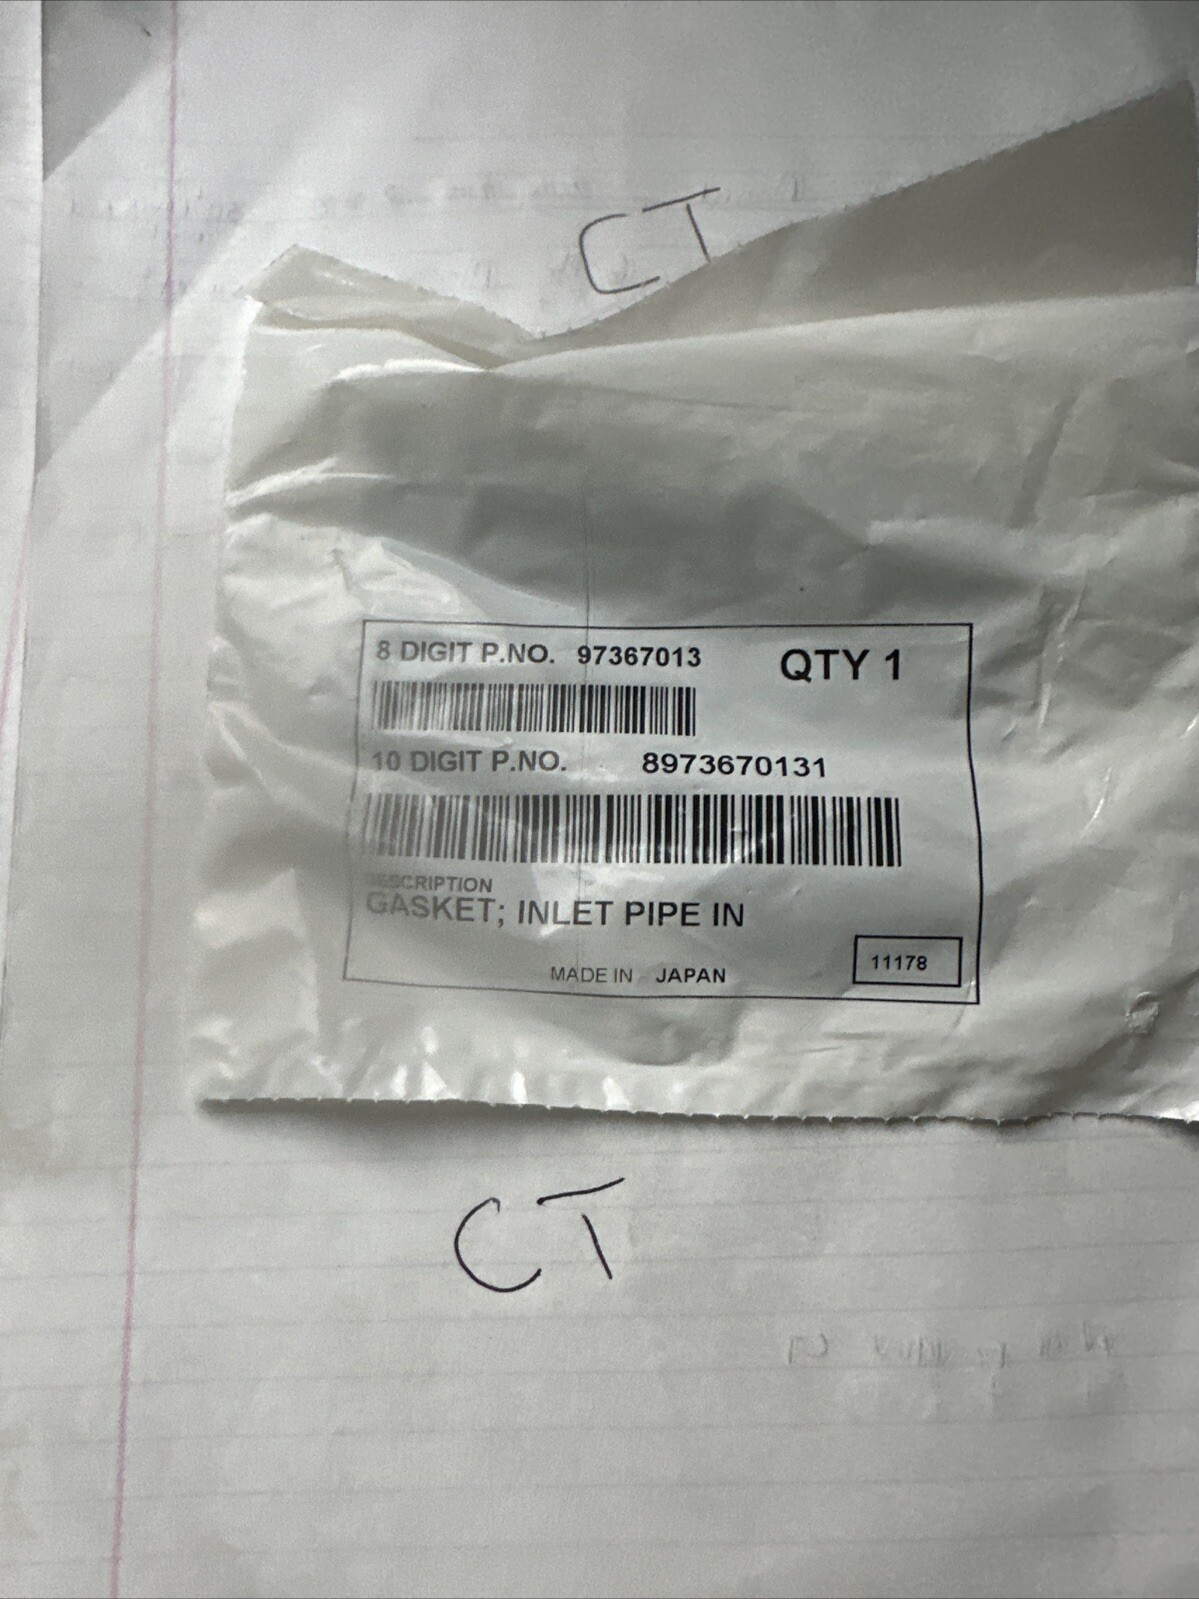 CT
8 DIGIT P.NO. 97367013 QTY 1
10 DIGIT P.NO. 8973670131
DESCRIPTION
GASKET; INLET PIPE IN
MADE IN JAPAN
11178
CT